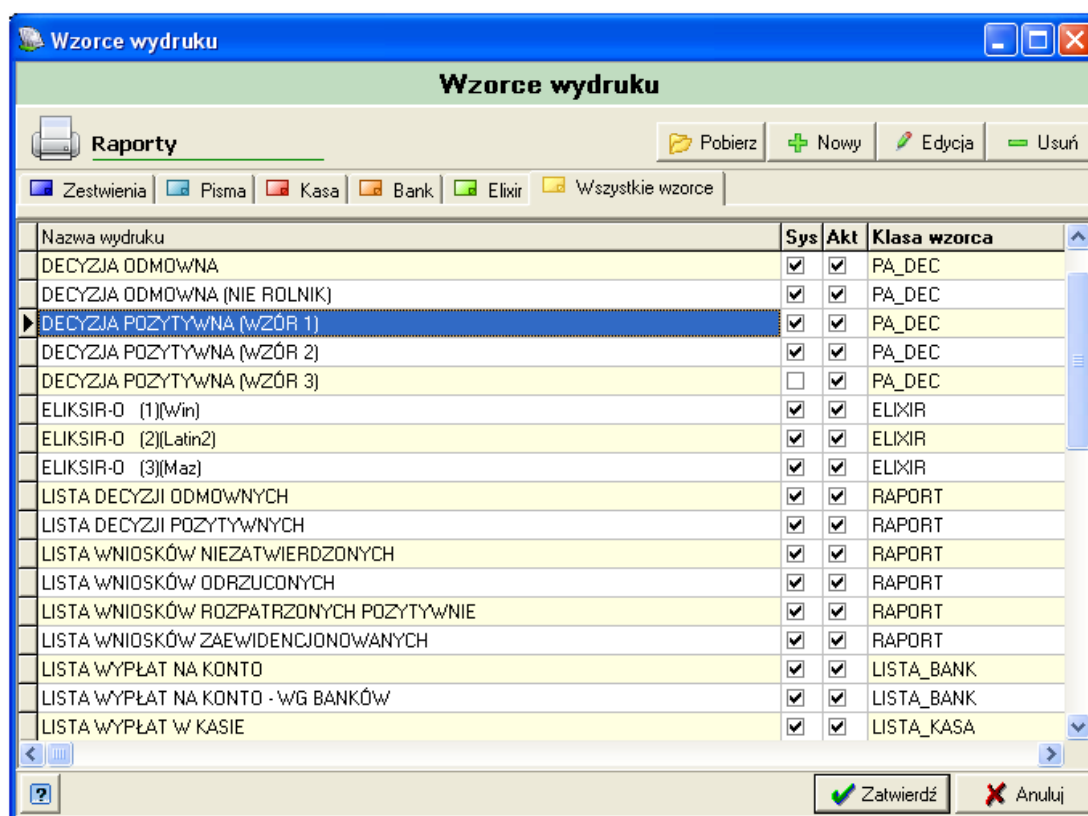 Wzorce wydruku
Wzorce wydruku
Raporty Pobierz Nowy Edycja Usuń
Zestwienia Pisma Kasa Bank Elixir Wszystkie wzorce
Nazwa wydruku Sys Akt Klasa wzorca
DECYZJA ODMOWNA PA_DEC
DECYZJA ODMOWNA (NIE ROLNIK) PA_DEC
DECYZJA POZYTYWNA (WZÓR 1) PA_DEC
DECYZJA POZYTYWNA (WZÓR 2) PA_DEC
DECYZJA POZYTYWNA (WZÓR 3) PA_DEC
ELIKSIR-O (1)(Win) ELIXIR
ELIKSIR-O (2)(Latin2) ELIXIR
ELIKSIR-O (3)(Maz) ELIXIR
LISTA DECYZJI ODMOWNYCH RAPORT
LISTA DECYZJI POZYTYWNYCH RAPORT
LISTA WNIOSKÓW NIEZATWIERDZONYCH RAPORT
LISTA WNIOSKÓW ODRZUCONYCH RAPORT
LISTA WNIOSKÓW ROZPATRZONYCH POZYTYWNIE RAPORT
LISTA WNIOSKÓW ZAEWIDENCJONOWANYCH RAPORT
LISTA WYPŁAT NA KONTO LISTA_BANK
LISTA WYPŁAT NA KONTO - WG BANKÓW LISTA_BANK
LISTA WYPŁAT W KASIE LISTA_KASA
? Zatwierdź Anuluj